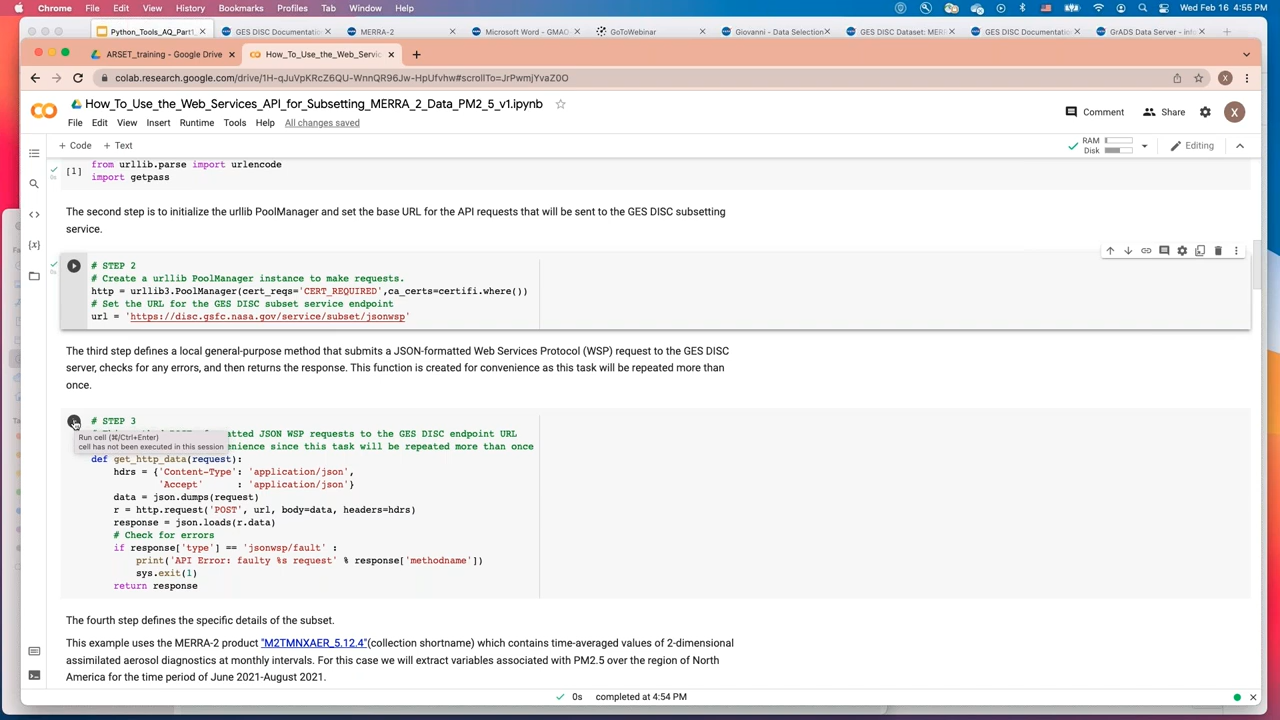 Chrome File Edit View History Bookmarks Profiles Tab Window Help Wed Feb 16 4:55 PM
Python_Tools_AQ_Part1_ GES DISC Documentation MERRA-2 Microsoft Word - GMAO GoToWebinar Giovanni - Data Selection GES DISC Dataset: MER GES DISC Documentation GrADS Data Server - info
ARSET_training - Google Drive How_To_Use_the_Web_Servic
colab.research.google.com/drive/1H-qJuVpKRcZ6QU-WnnQR96Jw-HpUfvhw#scrollTo=JrPwmjYvaZ0O X
How_To_Use_the_Web_Services_API_for_Subsetting_MERRA_2_Data_PM2_5_v1.ipynb
Comment Share X
File Edit View Insert Runtime Tools Help All changes saved
+ Code + Text RAM Disk Editing
from urllib.parse import urlencode
[1] import getpass
0s
The second step is to initialize the urllib PoolManager and set the base URL for the API requests that will be sent to the GES DISC subsetting
service.
# STEP 2
0s
# Create a urllib PoolManager instance to make requests.
http = urllib3.PoolManager(cert_reqs='CERT_REQUIRED',ca_certs=certifi.where())
# Set the URL for the GES DISC subset service endpoint
url = 'https://disc.gsfc.nasa.gov/service/subset/jsonwsp'
The third step defines a local general-purpose method that submits a JSON-formatted Web Services Protocol (WSP) request to the GES DISC
server, checks for any errors, and then returns the response. This function is created for convenience as this task will be repeated more than
once.
# STEP 3
atted JSON WSP requests to the GES DISC endpoint URL
Run cell (⌘/Ctrl+Enter)
cell has not been executed in this session
enience since this task will be repeated more than once
def get_http_data(request):
hdrs = {'Content-Type': 'application/json',
'Accept' : 'application/json'}
data = json.dumps(request)
r = http.request('POST', url, body=data, headers=hdrs)
response = json.loads(r.data)
# Check for errors
if response['type'] == 'jsonwsp/fault' :
print('API Error: faulty %s request' % response['methodname'])
sys.exit(1)
return response
The fourth step defines the specific details of the subset.
This example uses the MERRA-2 product "M2TMNXAER_5.12.4"(collection shortname) which contains time-averaged values of 2-dimensional
assimilated aerosol diagnostics at monthly intervals. For this case we will extract variables associated with PM2.5 over the region of North
America for the time period of June 2021-August 2021.
0s completed at 4:54 PM